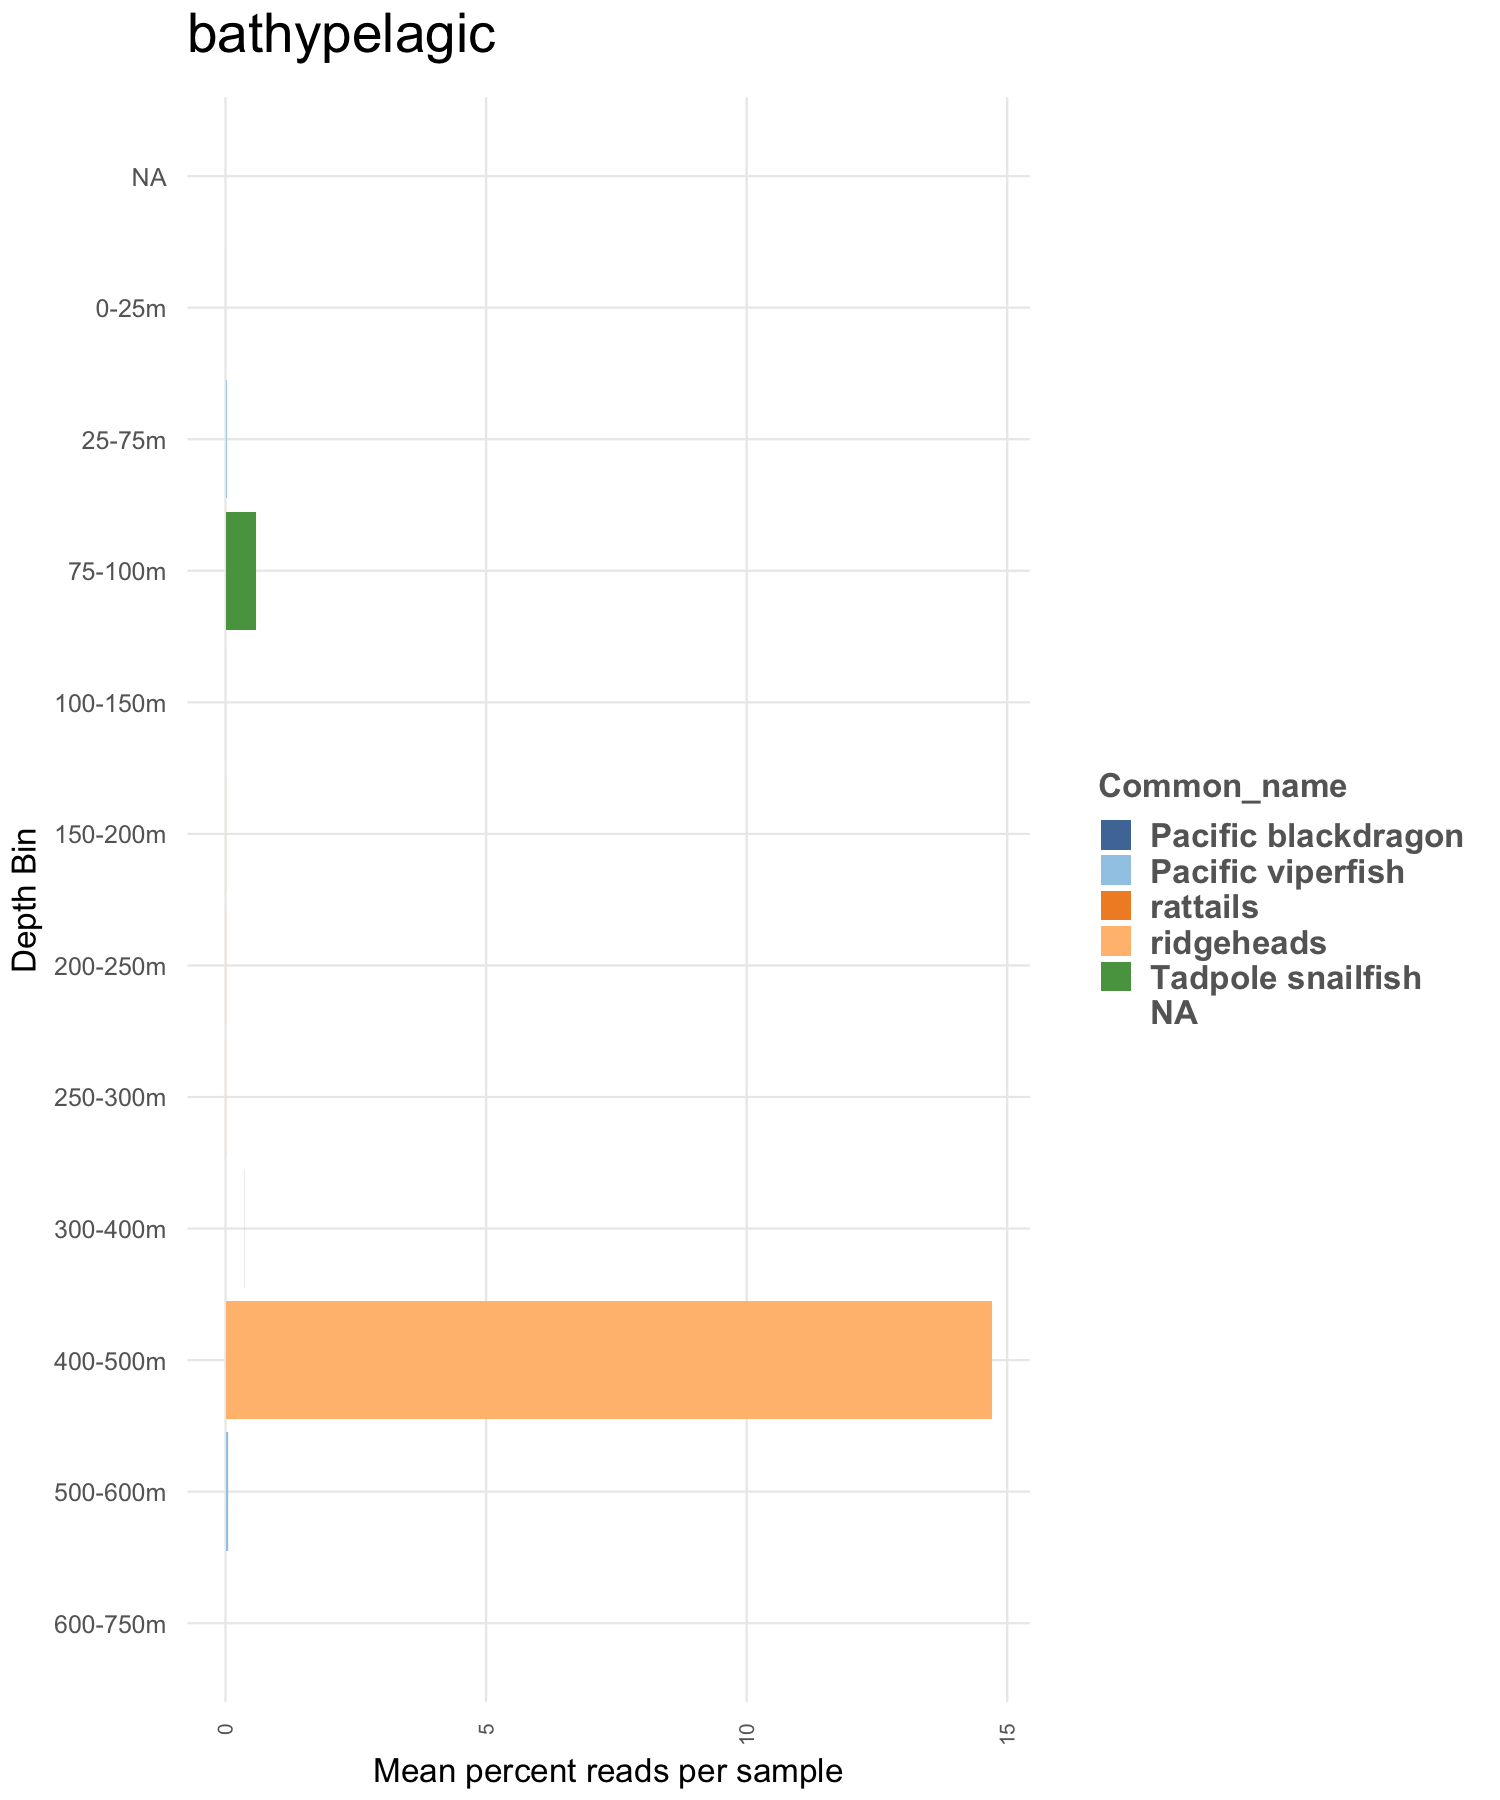 bathypelagic
NA
0-25m
25-75m
75-100m
100-150m
150-200m
200-250m
250-300m
300-400m
400-500m
500-600m
600-750m
Depth Bin
0
5
10
15
Mean percent reads per sample
Common_name
Pacific blackdragon
Pacific viperfish
rattails
ridgeheads
Tadpole snailfish
NA